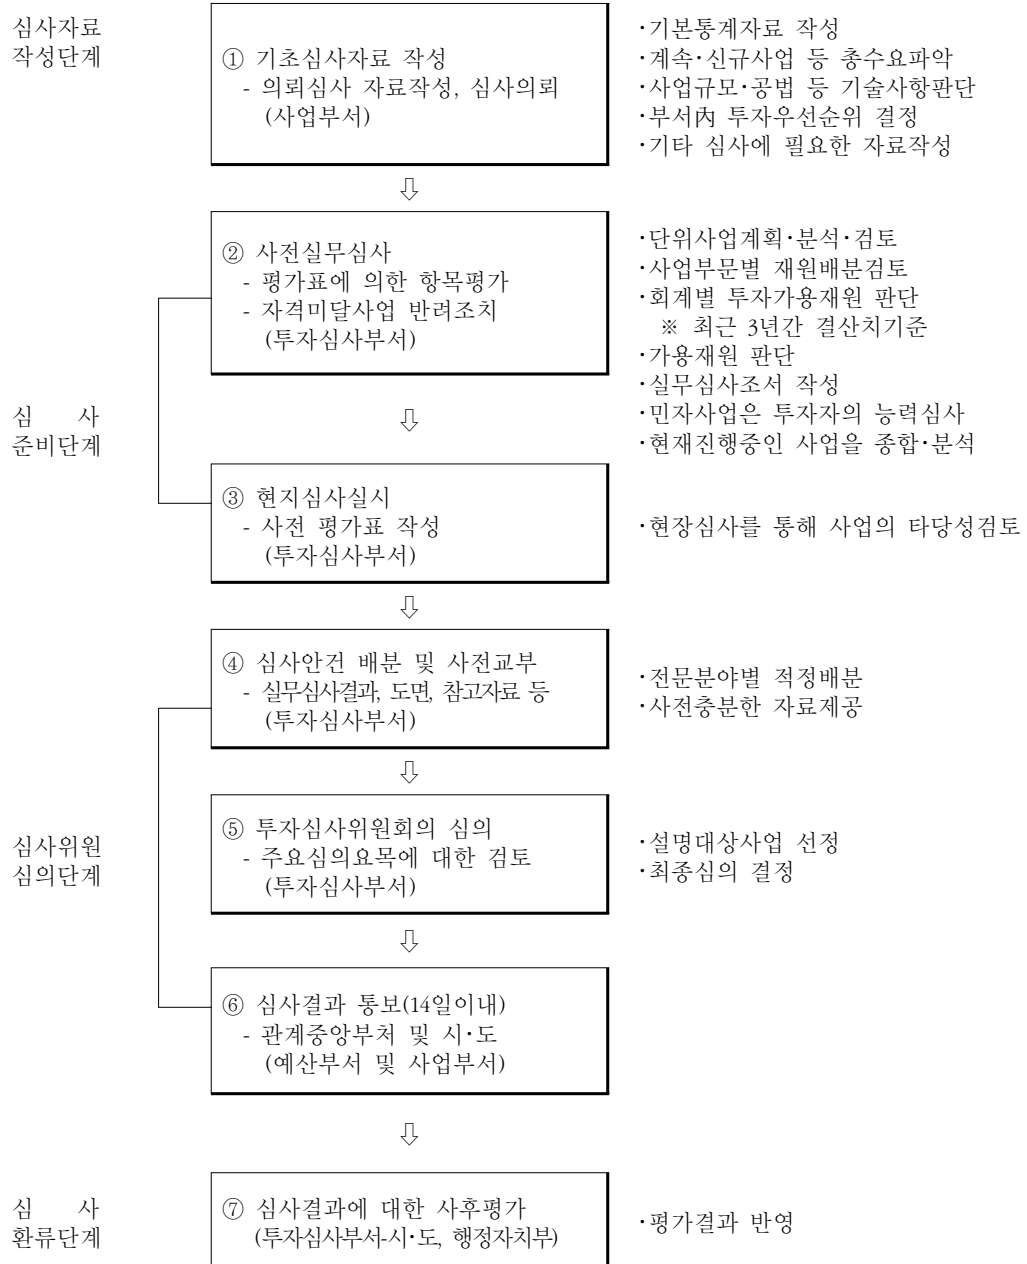 심사자료
작성단계
① 기초심사자료 작성
- 의뢰심사 자료작성, 심사의뢰
(사업부서)
·기본통계자료 작성
·계속·신규사업 등 총수요파악
·사업규모·공법 등 기술사항판단
·부서內 투자우선순위 결정
·기타 심사에 필요한 자료작성
⇩
심 사
준비단계
② 사전실무심사
- 평가표에 의한 항목평가
- 자격미달사업 반려조치
(투자심사부서)
·단위사업계획·분석·검토
·사업부문별 재원배분검토
·회계별 투자가용재원 판단
※ 최근 3년간 결산치기준
·가용재원 판단
·실무심사조서 작성
·민자사업은 투자자의 능력심사
·현재진행중인 사업을 종합·분석
⇩
③ 현지심사실시
- 사전 평가표 작성
(투자심사부서)
·현장심사를 통해 사업의 타당성검토
⇩
심사위원
심의단계
④ 심사안건 배분 및 사전교부
- 실무심사결과, 도면, 참고자료 등
(투자심사부서)
·전문분야별 적정배분
·사전충분한 자료제공
⇩
⑤ 투자심사위원회의 심의
- 주요심의요목에 대한 검토
(투자심사부서)
·설명대상사업 선정
·최종심의 결정
⇩
⑥ 심사결과 통보(14일이내)
- 관계중앙부처 및 시·도
(예산부서 및 사업부서)
⇩
심 사
환류단계
⑦ 심사결과에 대한 사후평가
(투자심사부서-시·도, 행정자치부)
·평가결과 반영